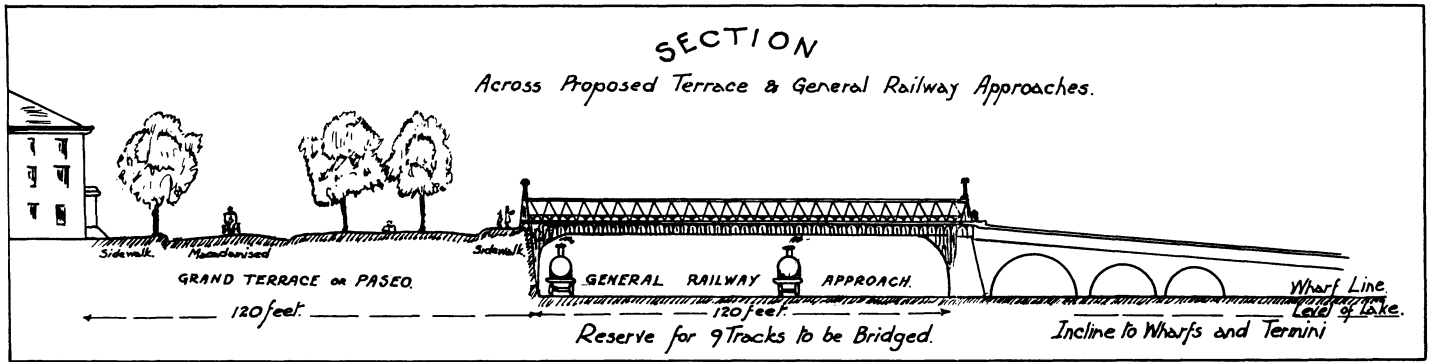 SECTION
Across Proposed Terrace & General Railway Approaches.
Sidewalk.
Macadamised
Sidewalk.
GRAND TERRACE OR PASEO.
GENERAL RAILWAY APPROACH.
120 feet.
120 feet.
Reserve for 9 Tracks to be Bridged.
Wharf Line.
Level of Lake.
Incline to Wharfs and Termini